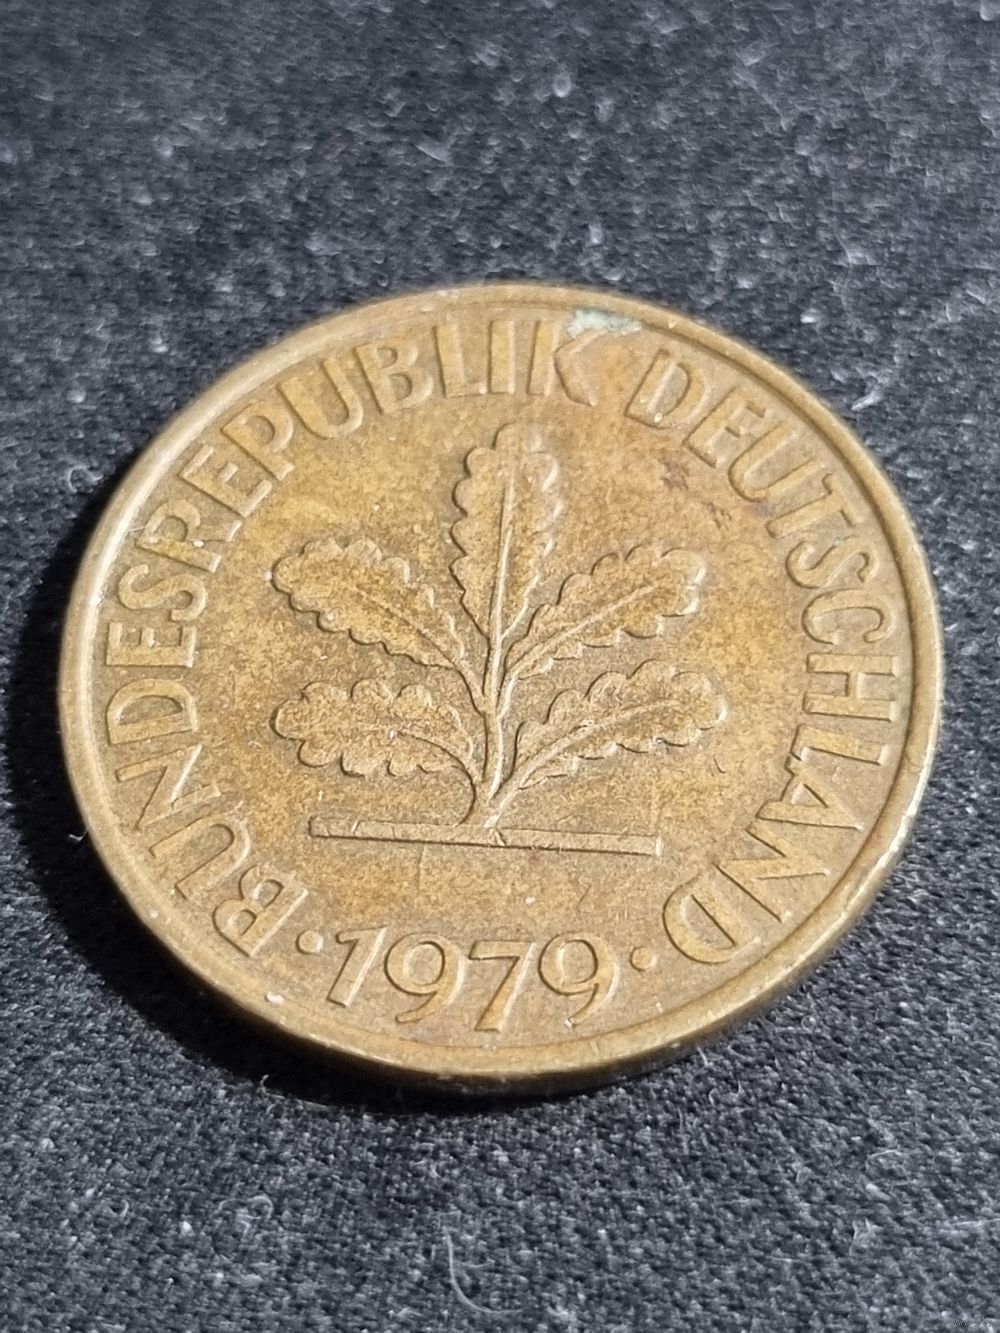 BUNDESREPUBLIK DEUTSCHLAND
· 1979 ·